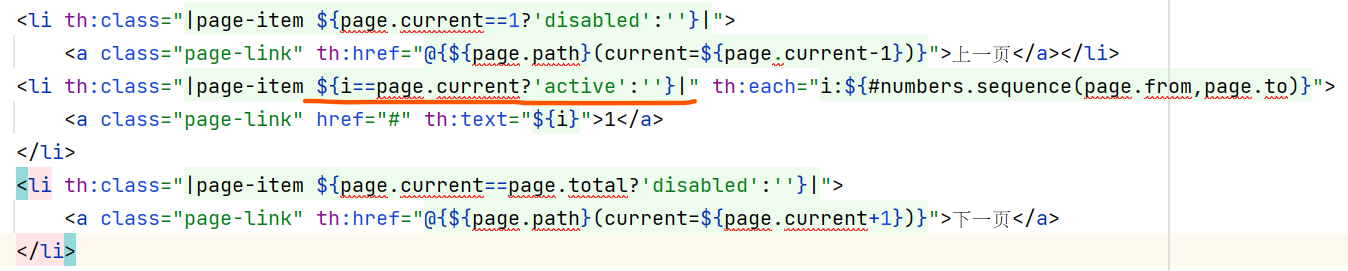 <li th:class="|page-item ${page.current==1?'disabled':''}|">
    <a class="page-link" th:href="@{${page.path}(current=${page.current-1})}">上一页</a></li>
<li th:class="|page-item ${i==page.current?'active':''}|" th:each="i:${#numbers.sequence(page.from,page.to)}">
    <a class="page-link" href="#" th:text="${i}">1</a>
</li>
<li th:class="|page-item ${page.current==page.total?'disabled':''}|">
    <a class="page-link" th:href="@{${page.path}(current=${page.current+1})}">下一页</a>
</li>